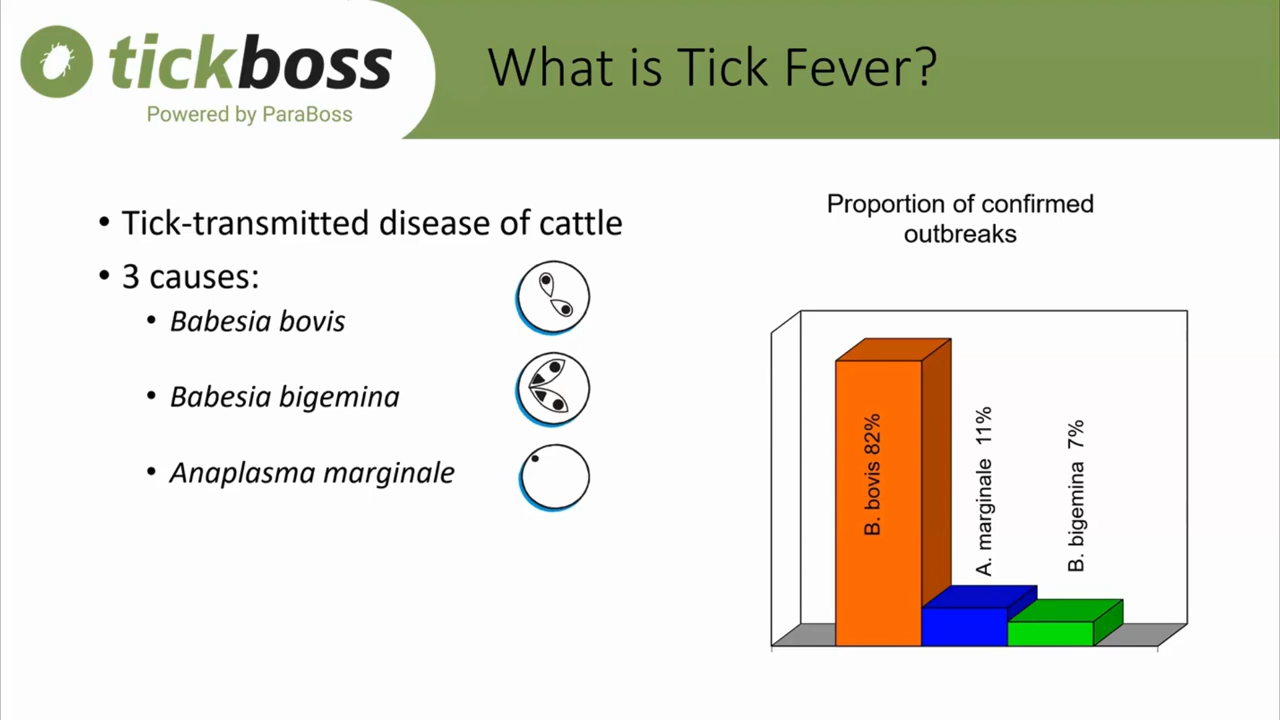 tickboss
Powered by ParaBoss
What is Tick Fever?
• Tick-transmitted disease of cattle
• 3 causes:
• Babesia bovis
• Babesia bigemina
• Anaplasma marginale
Proportion of confirmed
outbreaks
B. bovis 82%
A. marginale 11%
B. bigemina 7%